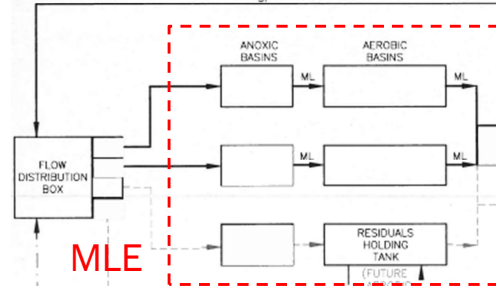 ANOXIC
BASINS
AEROBIC
BASINS
ML
ML
FLOW
DISTRIBUTION
BOX
ML
ML
RESIDUALS
HOLDING
TANK
(FUTURE
MLE